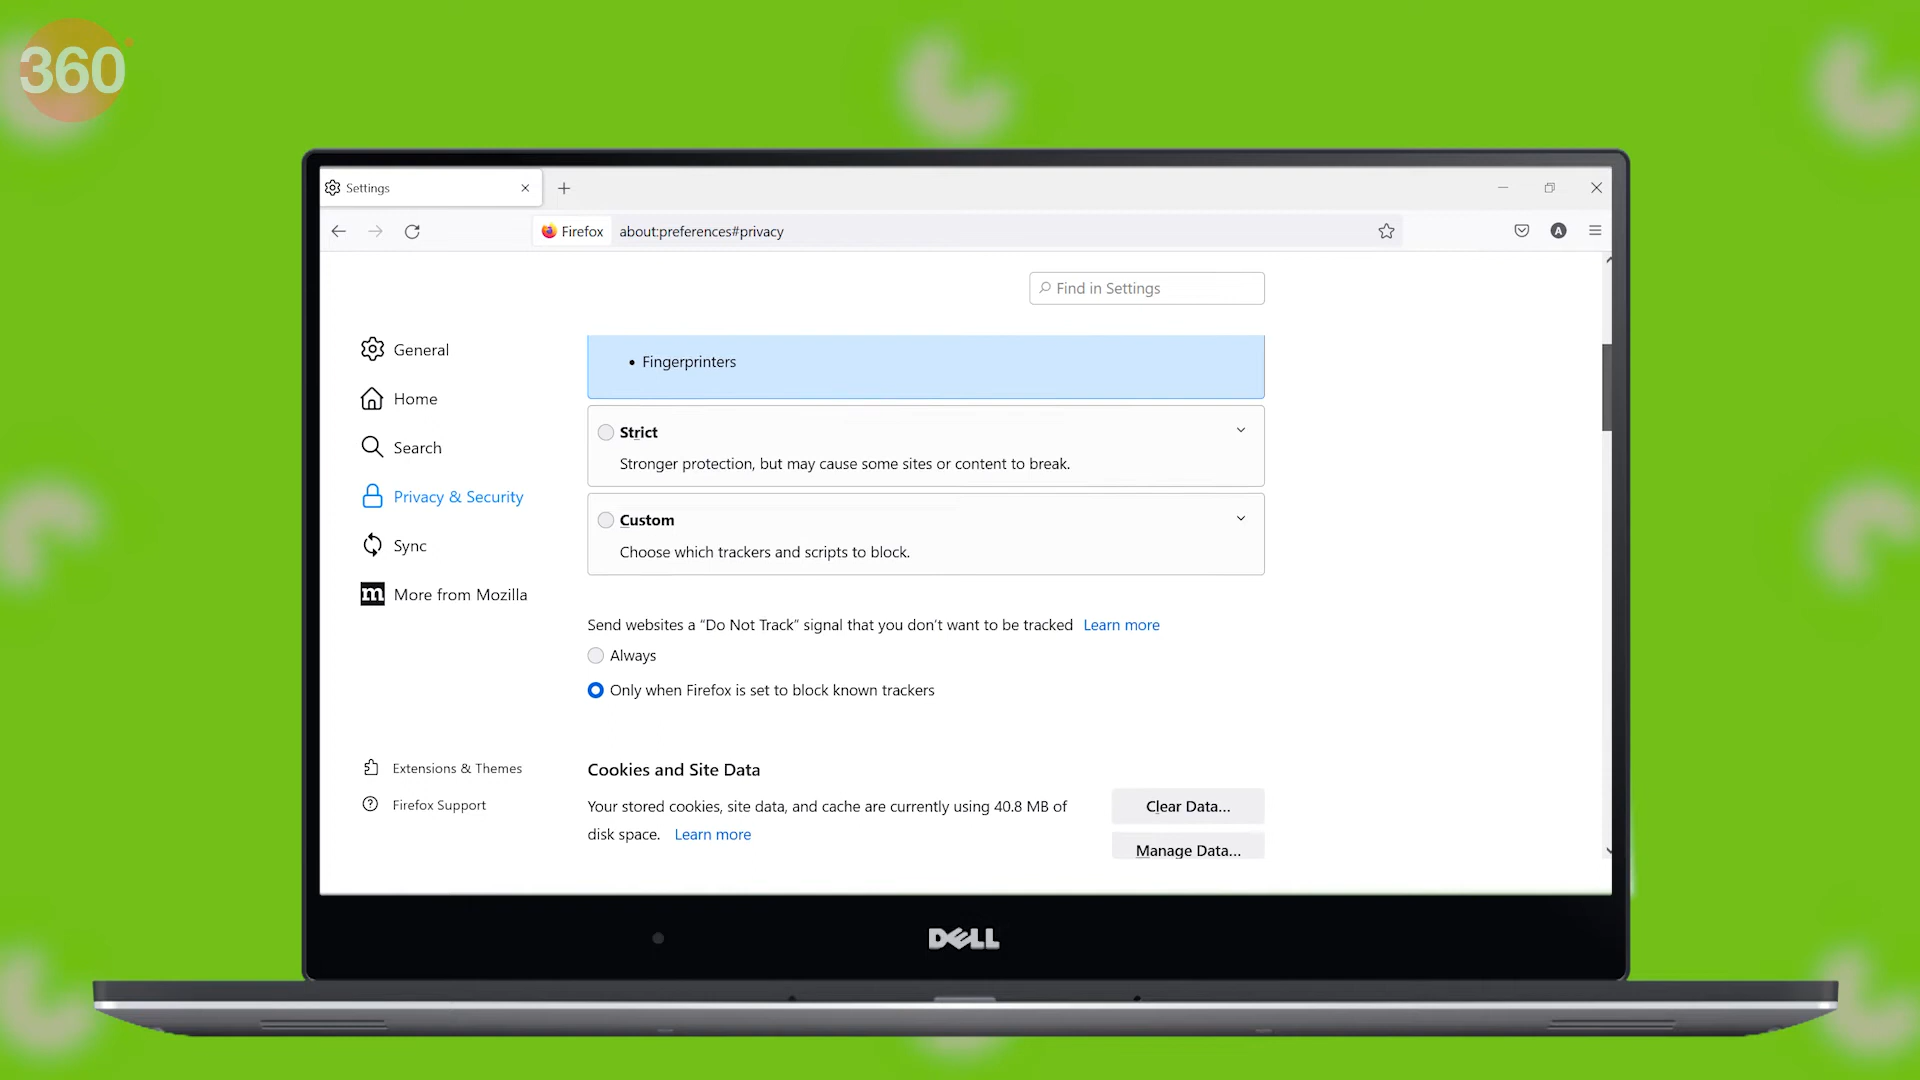 360
Settings
Firefox
about:preferences#privacy
A
Find in Settings
General
Home
Search
Privacy & Security
Sync
m More from Mozilla
Extensions & Themes
Firefox Support
• Fingerprinters
Strict
Stronger protection, but may cause some sites or content to break.
Custom
Choose which trackers and scripts to block.
Send websites a “Do Not Track” signal that you don’t want to be tracked Learn more
Always
Only when Firefox is set to block known trackers
Cookies and Site Data
Your stored cookies, site data, and cache are currently using 40.8 MB of
disk space. Learn more
Clear Data...
Manage Data...
DELL